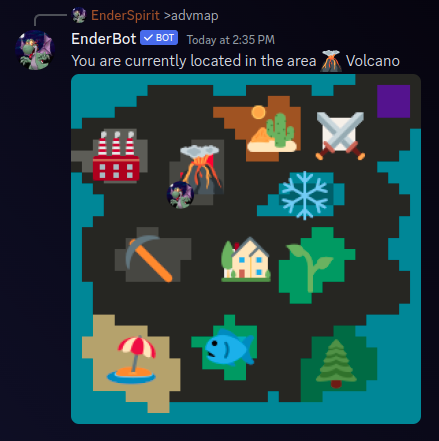 EnderSpirit >advmap
EnderBot ✓ BOT Today at 2:35 PM
You are currently located in the area 🌋 Volcano